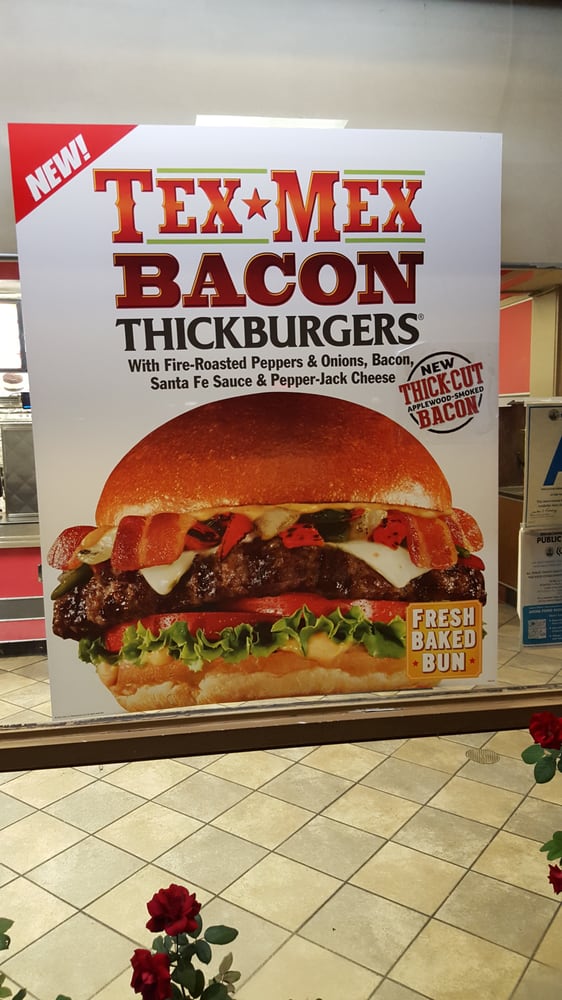 NEW!
TEX★MEX
BACON
THICKBURGERS®
With Fire-Roasted Peppers & Onions, Bacon,
Santa Fe Sauce & Pepper-Jack Cheese
NEW
THICK-CUT
APPLEWOOD-SMOKED
BACON
FRESH
BAKED
BUN
A
PUBLIC